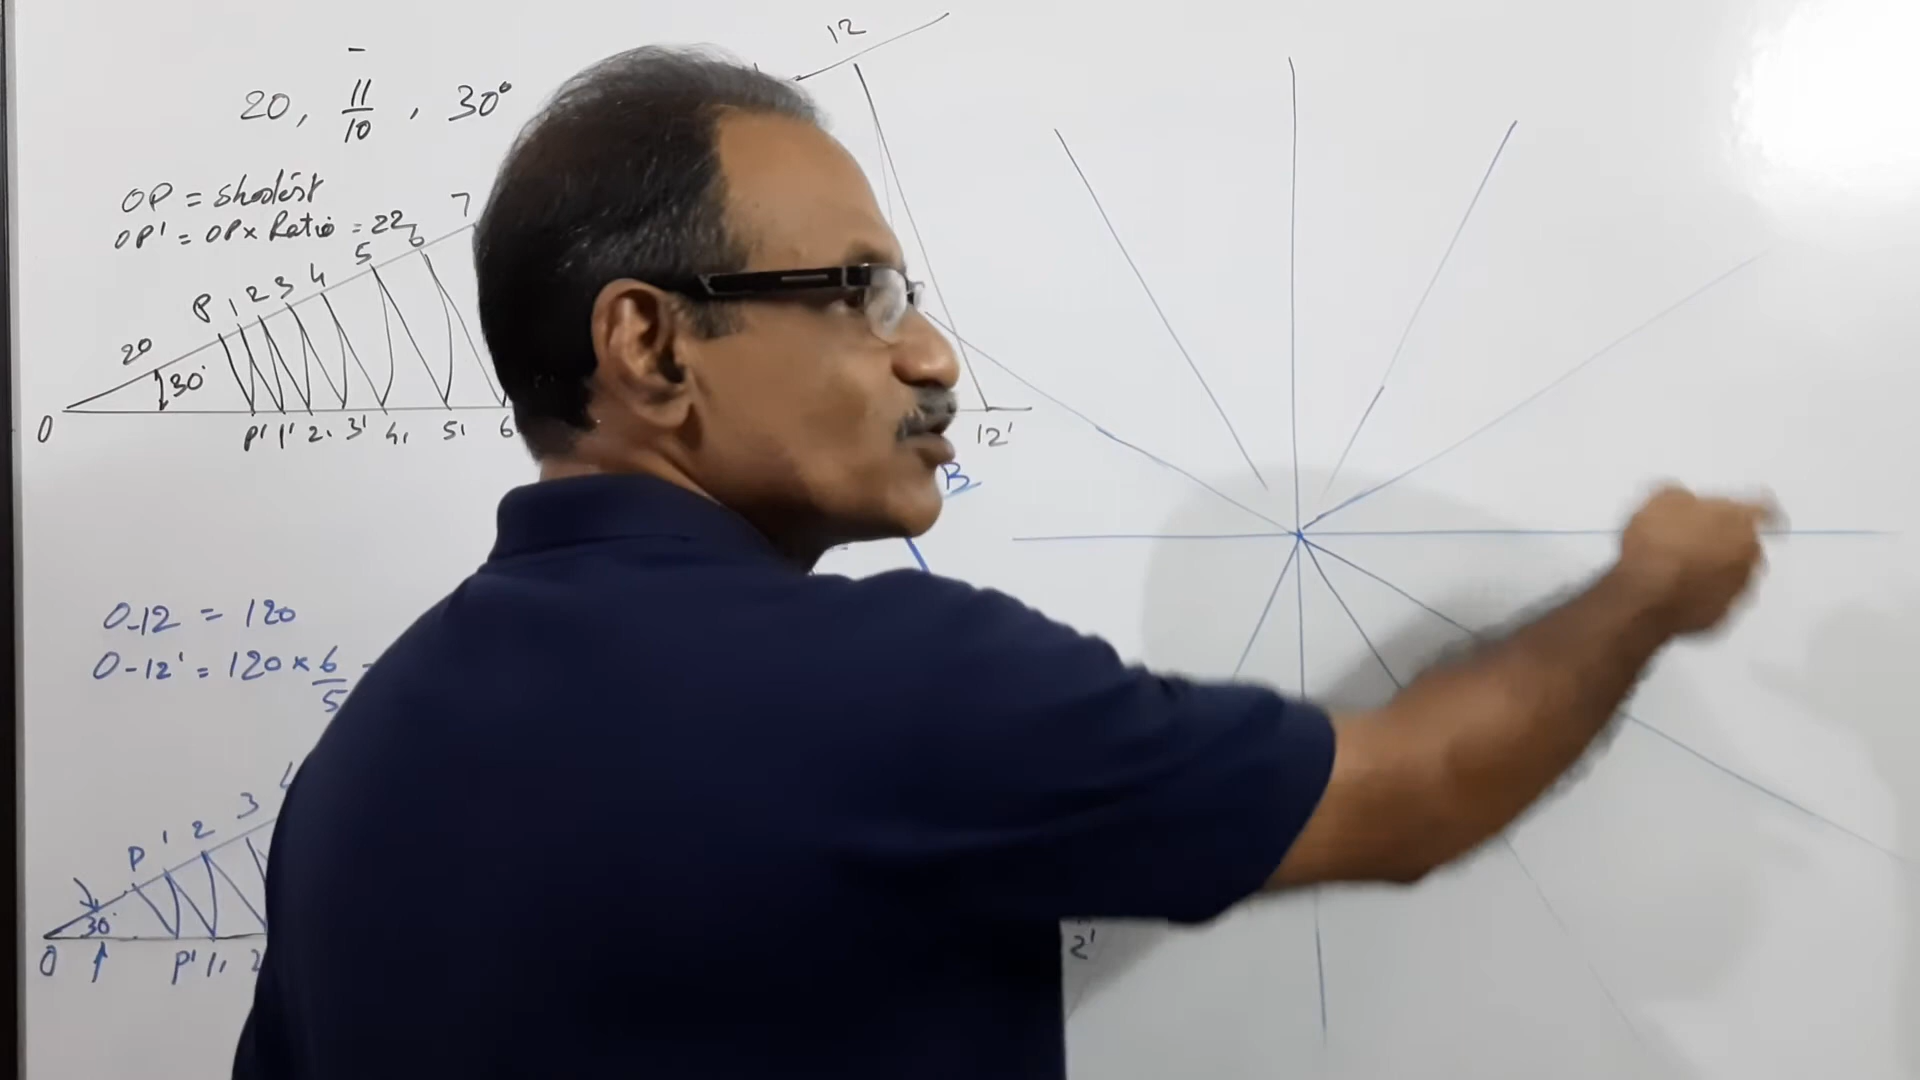 12
20, 11/10, 30°
OP = shortest
OP' = OP x Ratio = 22
P 1 2 3 4 5 6 7
20
30°
O P' 1' 2' 3' 4' 5' 6 12'
B
0-12 = 120
0-12' = 120 × 6/5
P 1 2 3 4
30°
O P' 1' 2 2'